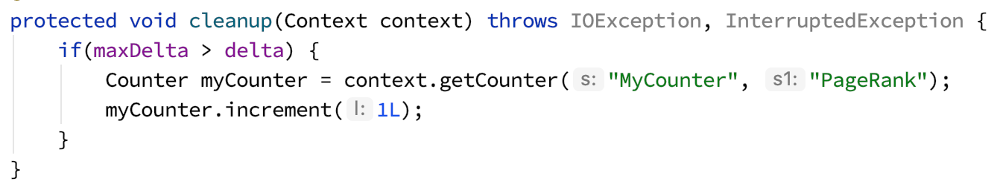 protected void cleanup(Context context) throws IOException, InterruptedException {
    if(maxDelta > delta) {
        Counter myCounter = context.getCounter( s: "MyCounter", s1: "PageRank");
        myCounter.increment( l: 1L);
    }
}